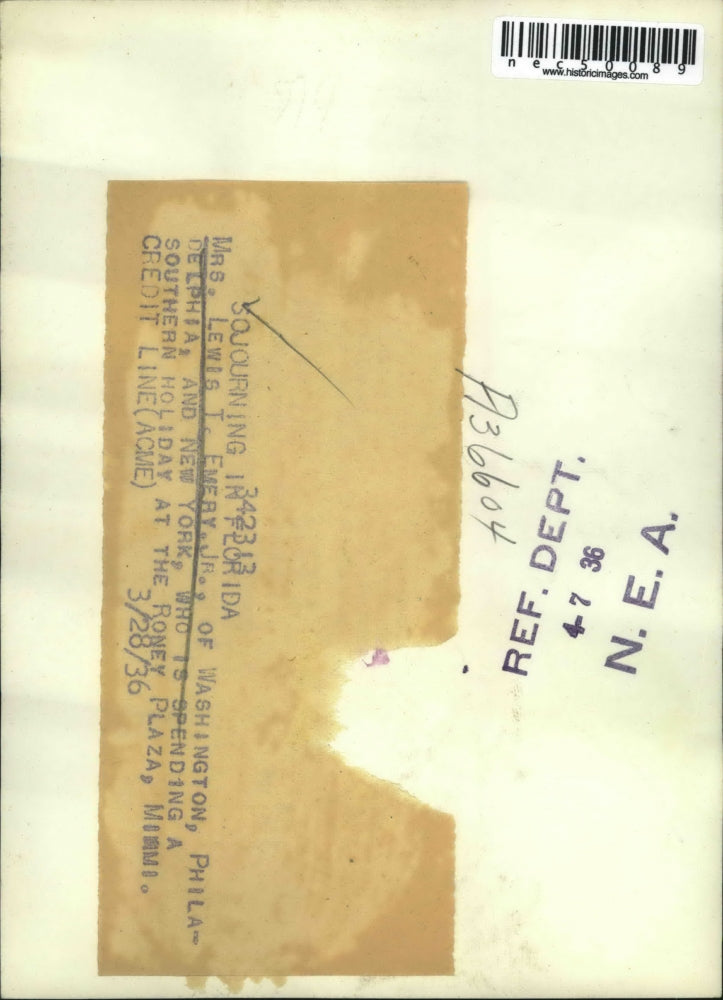 nec50089
www.historicimages.com
342313
SOJOURNING IN FLORIDA
MRS. LEWIS T. EMERY, JR., OF WASHINGTON, PHILA-
DELPHIA, AND NEW YORK, WHO IS SPENDING A
SOUTHERN HOLIDAY AT THE RONEY PLAZA, MIAMI.
CREDIT LINE(ACME) 3/28/36
A36604
REF. DEPT.
4 7 36
N. E. A.